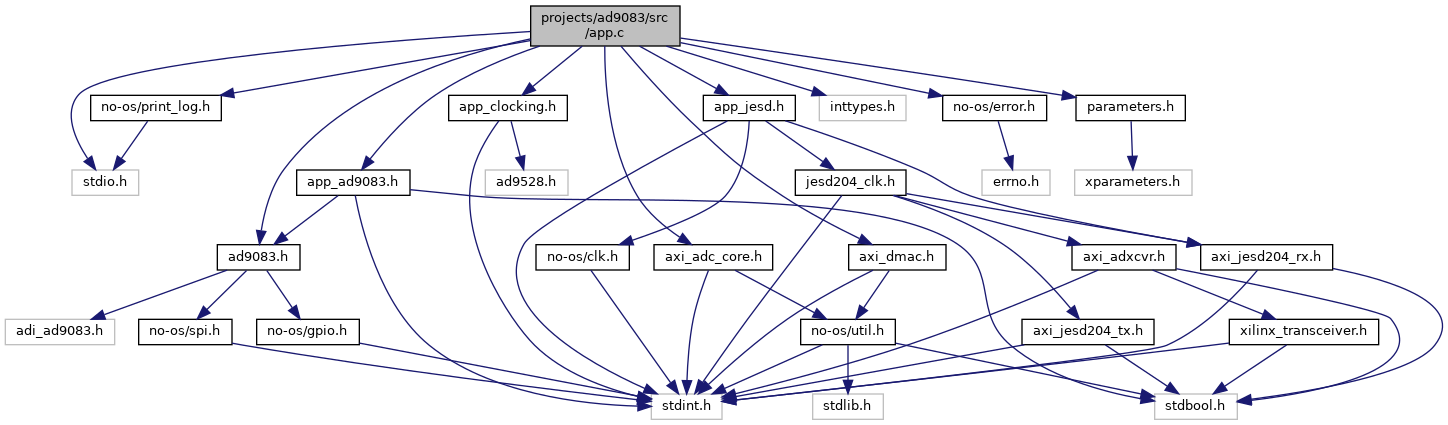 projects/ad9083/src
/app.c
no-os/print_log.h
app_clocking.h
app_jesd.h
inttypes.h
no-os/error.h
parameters.h
stdio.h
app_ad9083.h
ad9528.h
jesd204_clk.h
errno.h
xparameters.h
ad9083.h
no-os/clk.h
axi_adc_core.h
axi_dmac.h
axi_adxcvr.h
axi_jesd204_rx.h
adi_ad9083.h
no-os/spi.h
no-os/gpio.h
no-os/util.h
axi_jesd204_tx.h
xilinx_transceiver.h
stdint.h
stdlib.h
stdbool.h